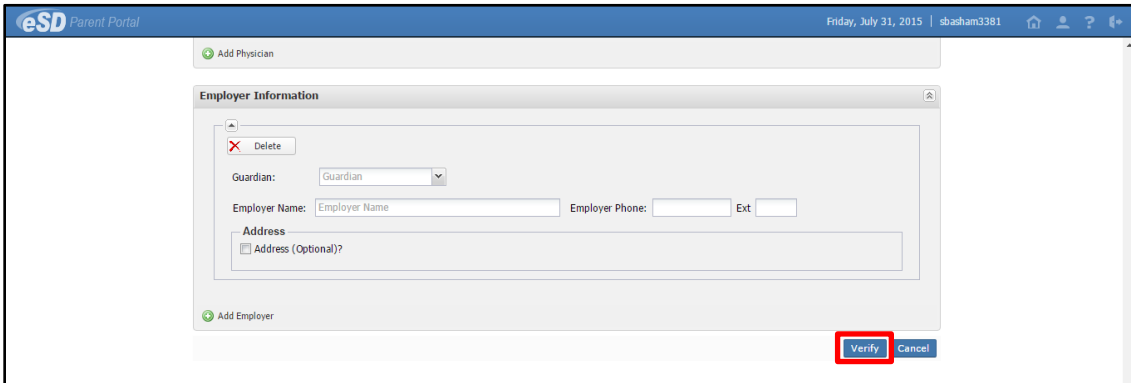 eSD Parent Portal Friday, July 31, 2015 | sbasham3381 ?
Add Physician
Employer Information
Delete
Guardian: Guardian
Employer Name: Employer Name Employer Phone: Ext
Address
Address (Optional)?
Add Employer
Verify Cancel